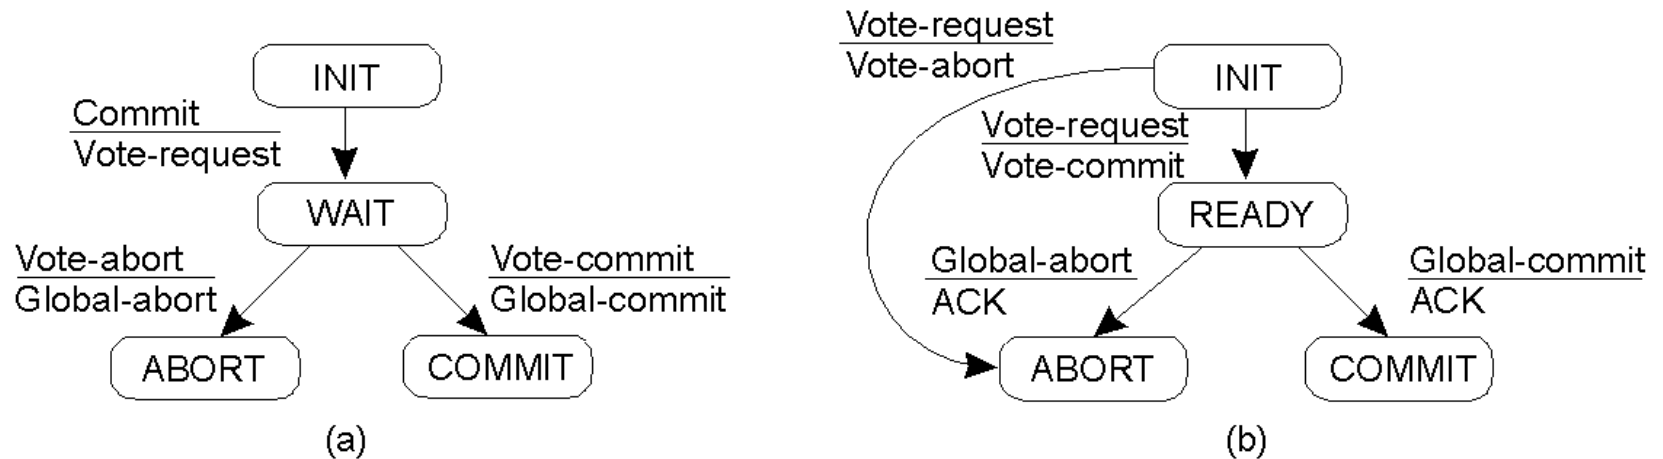 INIT
Commit
Vote-request
WAIT
Vote-abort
Global-abort
Vote-commit
Global-commit
ABORT
COMMIT
(a)
Vote-request
Vote-abort
INIT
Vote-request
Vote-commit
READY
Global-abort
ACK
Global-commit
ACK
ABORT
COMMIT
(b)